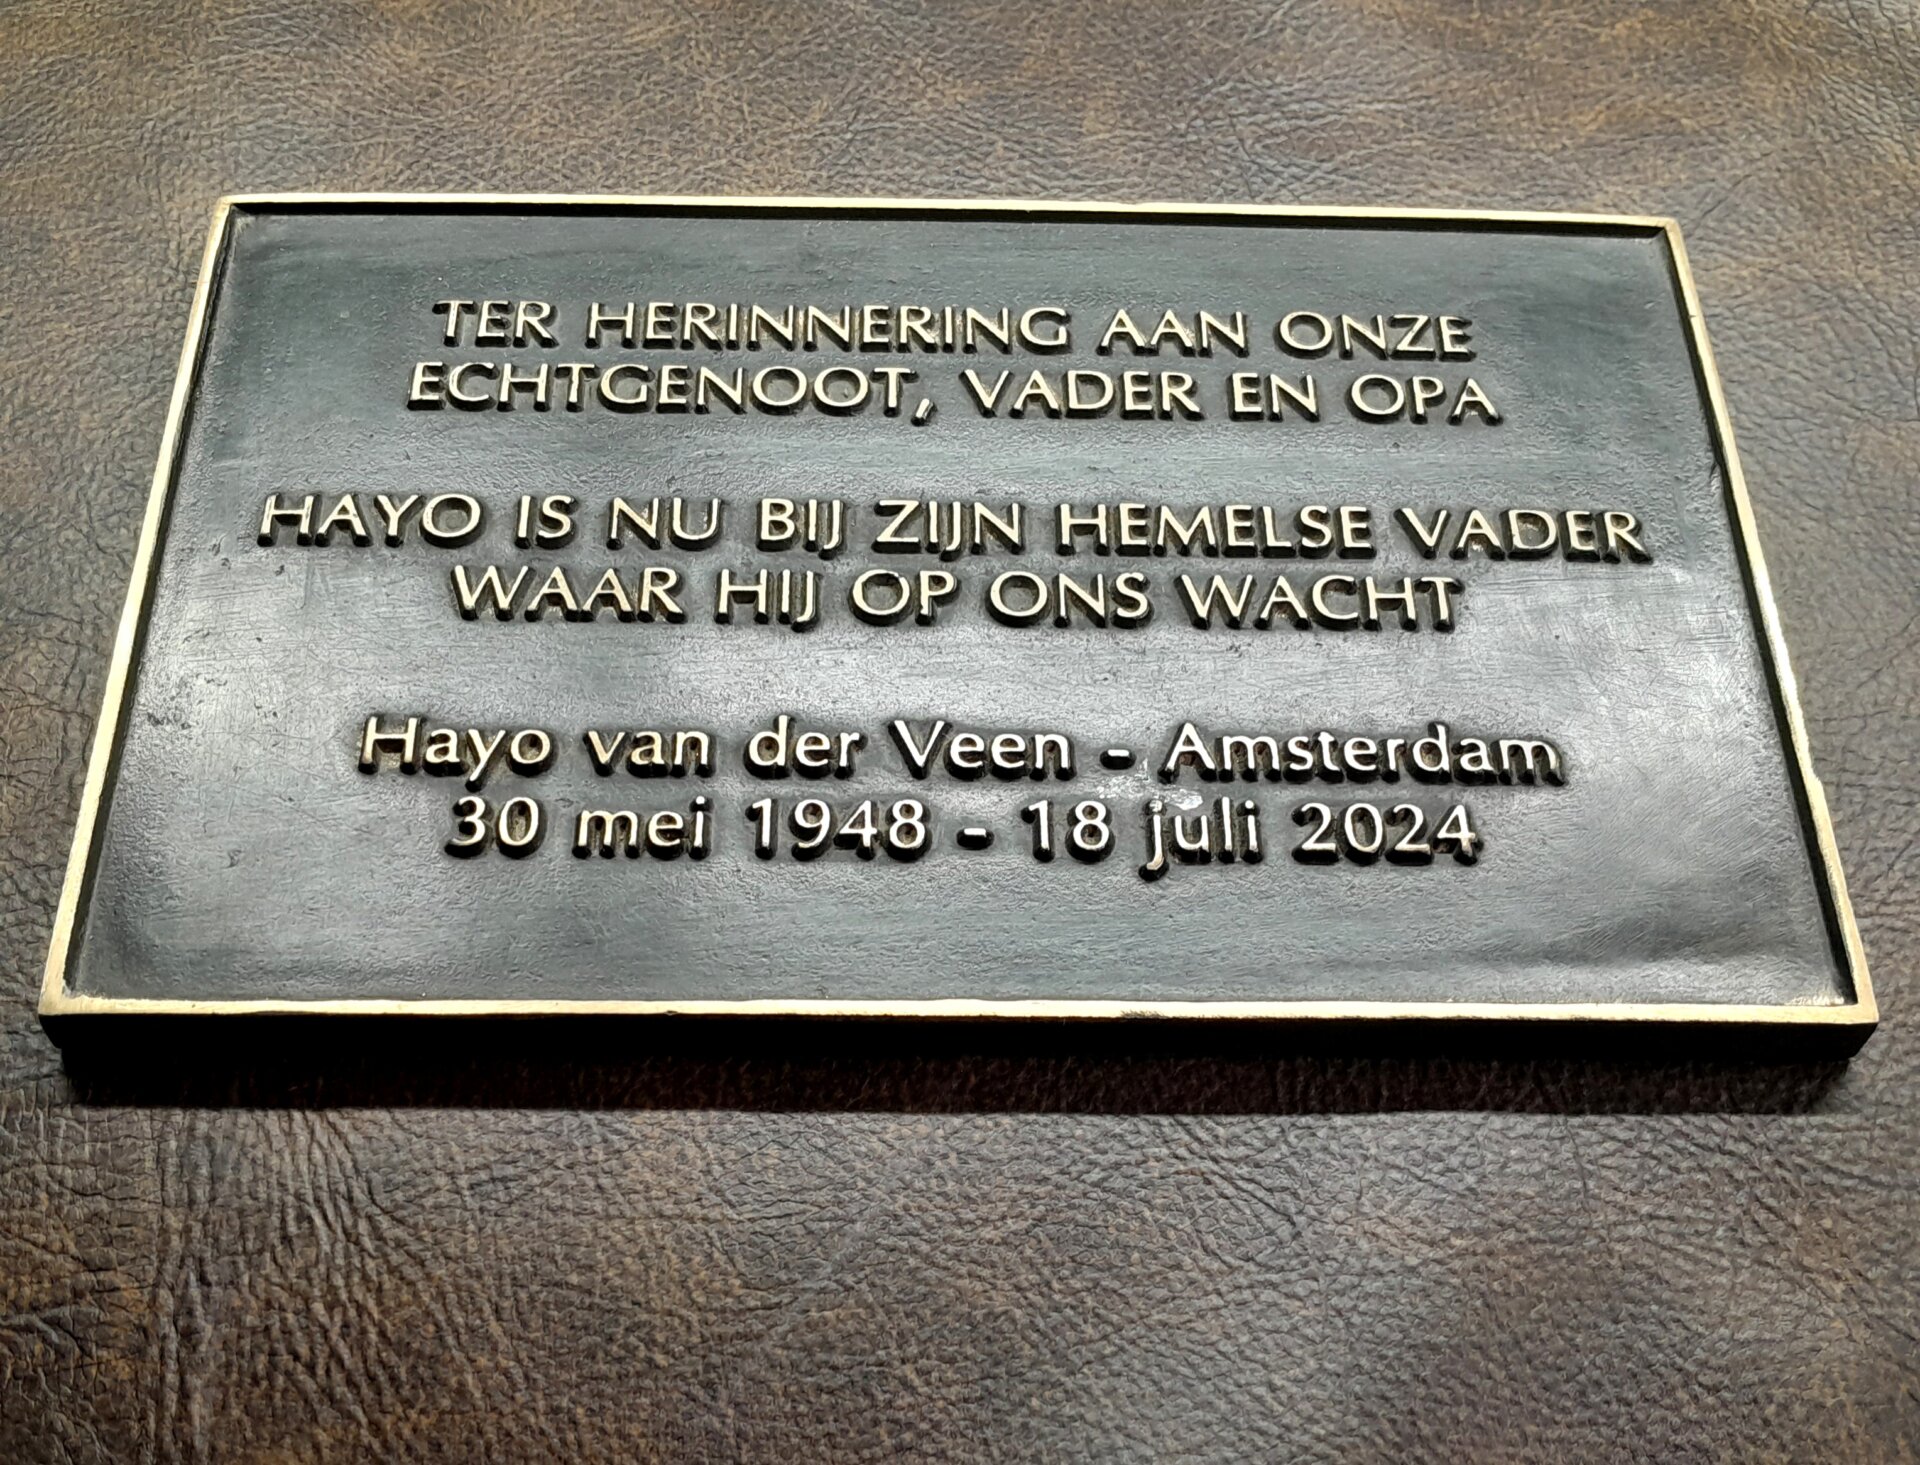 TER HERINNERING AAN ONZE
ECHTGENOOT, VADER EN OPA
HAYO IS NU BIJ ZIJN HEMELSE VADER
WAAR HIJ OP ONS WACHT
Hayo van der Veen - Amsterdam
30 mei 1948 - 18 juli 2024